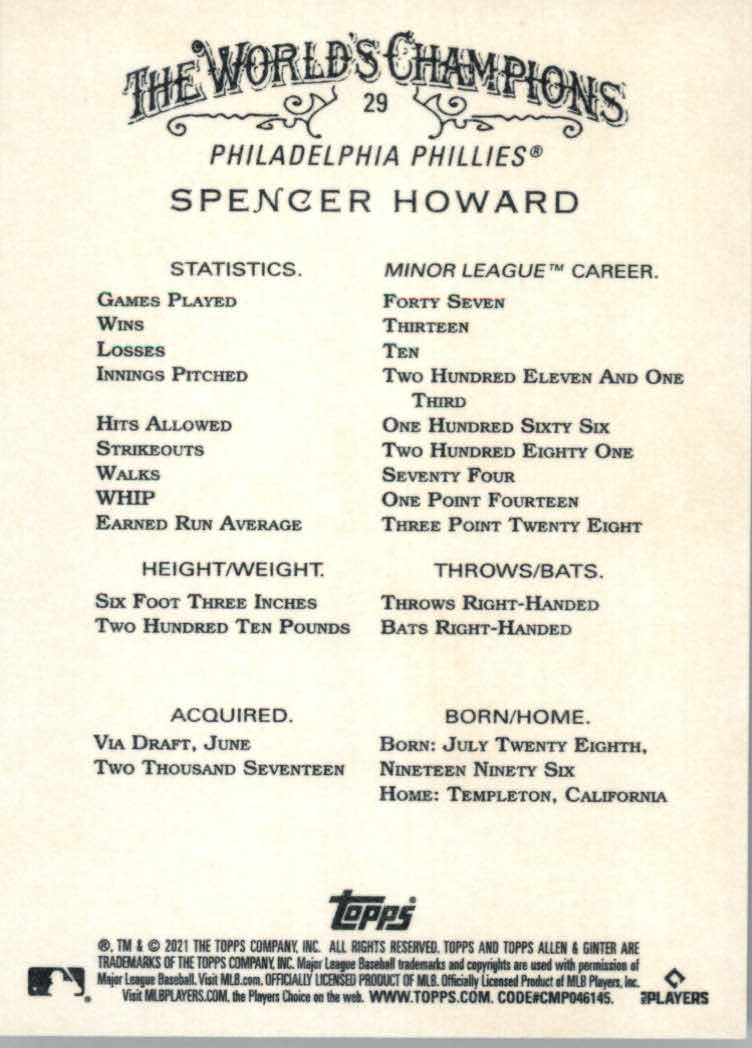 THE WORLD'S CHAMPIONS
29
PHILADELPHIA PHILLIES®
SPENCER HOWARD
STATISTICS. MINOR LEAGUE™ CAREER.
GAMES PLAYED FORTY SEVEN
WINS THIRTEEN
LOSSES TEN
INNINGS PITCHED TWO HUNDRED ELEVEN AND ONE
THIRD
HITS ALLOWED ONE HUNDRED SIXTY SIX
STRIKEOUTS TWO HUNDRED EIGHTY ONE
WALKS SEVENTY FOUR
WHIP ONE POINT FOURTEEN
EARNED RUN AVERAGE THREE POINT TWENTY EIGHT
HEIGHT/WEIGHT. THROWS/BATS.
SIX FOOT THREE INCHES THROWS RIGHT-HANDED
TWO HUNDRED TEN POUNDS BATS RIGHT-HANDED
ACQUIRED. BORN/HOME.
VIA DRAFT, JUNE BORN: JULY TWENTY EIGHTH,
TWO THOUSAND SEVENTEEN NINETEEN NINETY SIX
HOME: TEMPLETON, CALIFORNIA
Topps
®, TM & © 2021 THE TOPPS COMPANY, INC. ALL RIGHTS RESERVED. TOPPS AND TOPPS ALLEN & GINTER ARE
TRADEMARKS OF THE TOPPS COMPANY, INC. Major League Baseball trademarks and copyrights are used with permission of
Major League Baseball. Visit MLB.com. OFFICIALLY LICENSED PRODUCT OF MLB. Officially Licensed Product of MLB Players, Inc.
Visit MLBPLAYERS.COM, the Players Choice on the web. WWW.TOPPS.COM. CODE#CMP046145.
PLAYERS